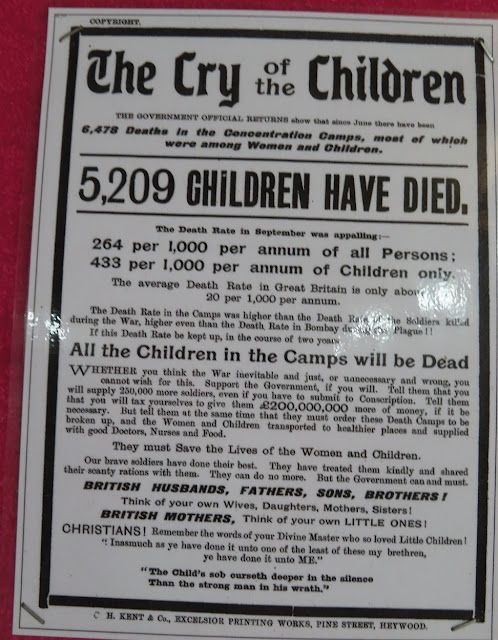 COPYRIGHT.
The Cry of the Children
THE GOVERNMENT OFFICIAL RETURNS show that since June there have been
6,478 Deaths in the Concentration Camps, most of which
were among Women and Children.
5,209 CHILDREN HAVE DIED.
The Death Rate in September was appalling:—
264 per 1,000 per annum of all Persons;
433 per 1,000 per annum of Children only.
The average Death Rate in Great Britain is only
20 per 1,000 per annum.
The Death Rate in the Camps was higher than the Death Rate of the Soldiers killed
during the War, higher even than the Death Rate in Bombay Plague!!
If this Death Rate be kept up, in the course of two years
All the Children in the Camps will be Dead
WHETHER you think the War inevitable and just, or unnecessary and wrong, you
cannot wish for this. Support the Government, if you will. Tell them that you
will supply 250,000 more soldiers, even if you have to submit to Conscription. Tell them
that you will tax yourselves to give them £200,000,000 more of money, if it be
necessary. But tell them at the same time that they must order these Death Camps to be
broken up, and the Women and Children transported to healthier places and supplied
with good Doctors, Nurses and Food.
They must Save the Lives of the Women and Children.
Our brave soldiers have done their best. They have treated them kindly and shared
their scanty rations with them. They can do no more. But the Government can and must.
BRITISH HUSBANDS, FATHERS, SONS, BROTHERS!
Think of your own Wives, Daughters, Mothers, Sisters!
BRITISH MOTHERS, Think of your own LITTLE ONES!
CHRISTIANS! Remember the words of your Divine Master who so loved Little Children!
"Inasmuch as ye have done it unto one of the least of these my brethren,
ye have done it unto ME."
"The Child's sob curseth deeper in the silence
Than the strong man in his wrath."
C H. KENT & Co., EXCELSIOR PRINTING WORKS, PINE STREET, HEYWOOD.